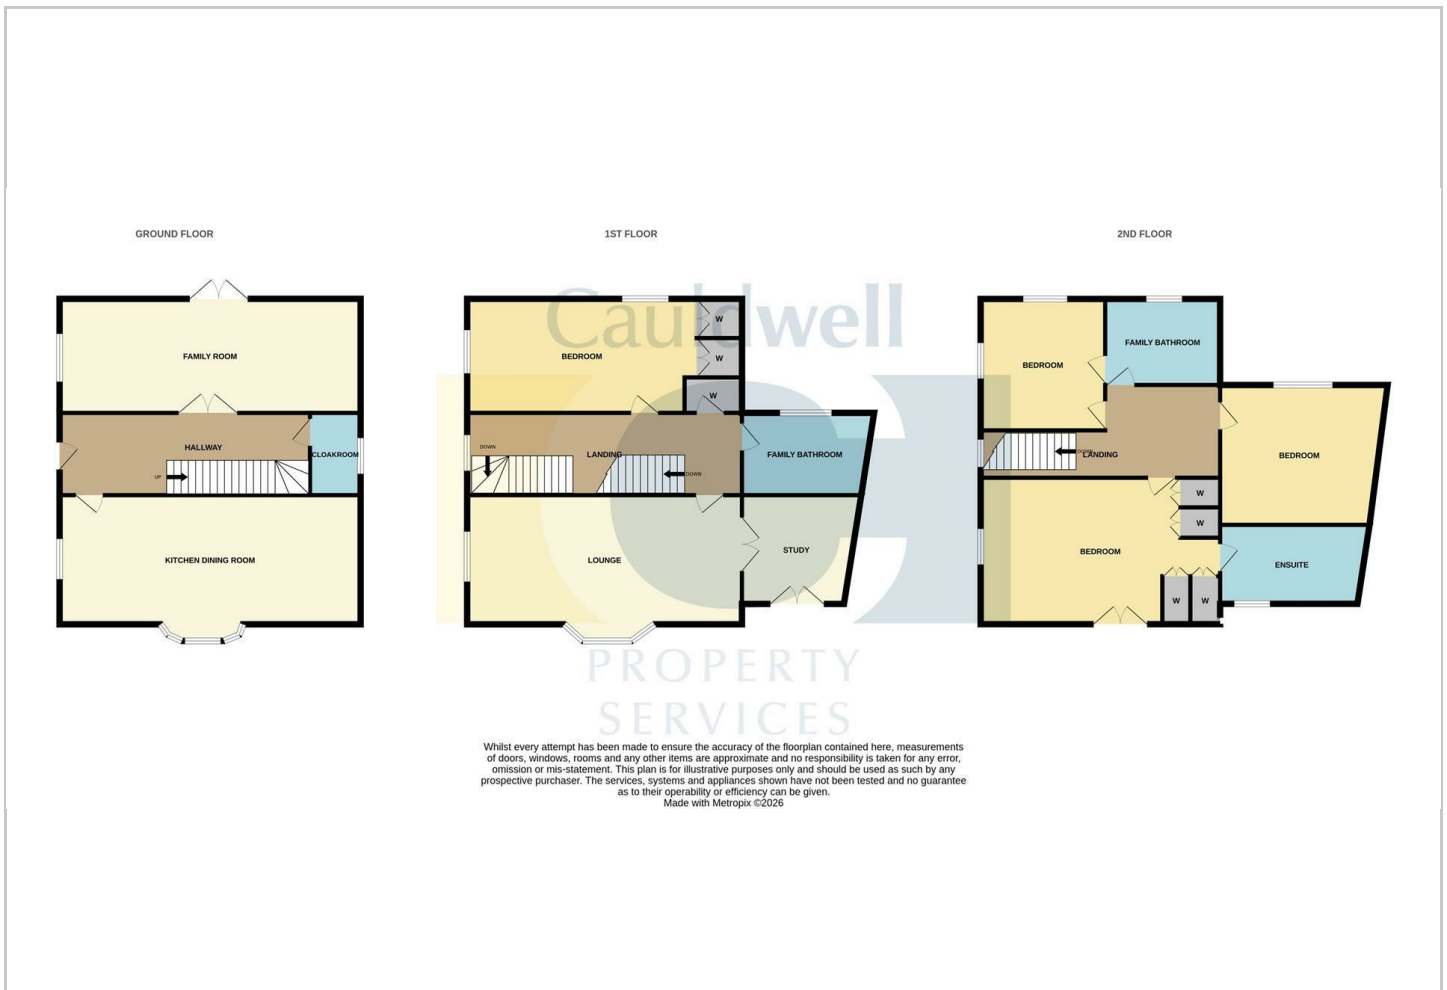 GROUND FLOOR
FAMILY ROOM
HALLWAY
CLOAKROOM
UP
KITCHEN DINING ROOM
1ST FLOOR
Cauldwell
BEDROOM
W
W
W
DOWN
LANDING
DOWN
FAMILY BATHROOM
LOUNGE
STUDY
PROPERTY
SERVICES
2ND FLOOR
BEDROOM
FAMILY BATHROOM
DOWN
LANDING
BEDROOM
W
W
BEDROOM
ENSUITE
W
W
Whilst every attempt has been made to ensure the accuracy of the floorplan contained here, measurements
of doors, windows, rooms and any other items are approximate and no responsibility is taken for any error,
omission or mis-statement. This plan is for illustrative purposes only and should be used as such by any
prospective purchaser. The services, systems and appliances shown have not been tested and no guarantee
as to their operability or efficiency can be given.
Made with Metropix ©2026